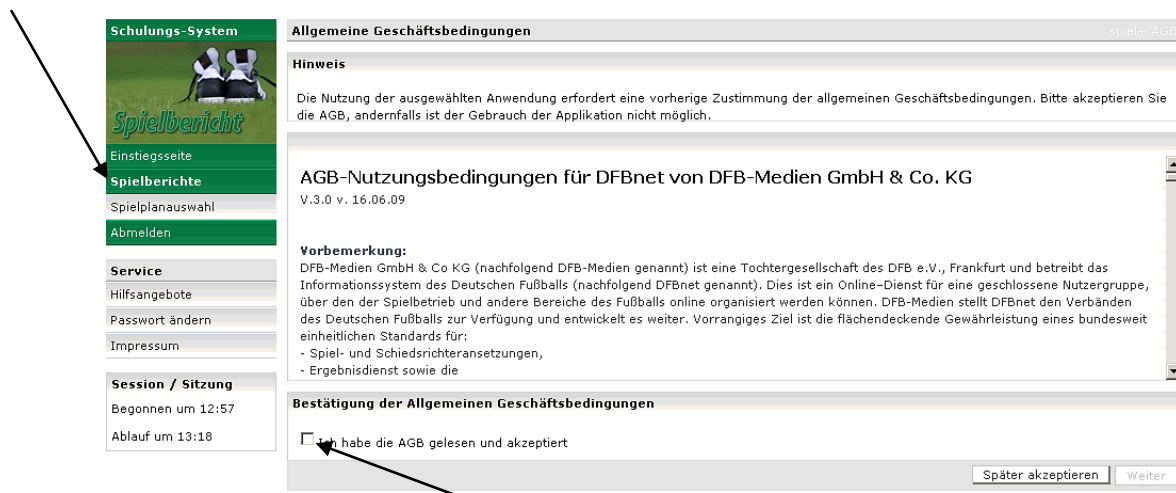 Schulungs-System
Spielbericht
Einstiegsseite
Spielberichte
Spielplanauswahl
Abmelden
Service
Hilfsangebote
Passwort ändern
Impressum
Session / Sitzung
Begonnen um 12:57
Ablauf um 13:18
Allgemeine Geschäftsbedingungen
spiel+ AGB
Hinweis
Die Nutzung der ausgewählten Anwendung erfordert eine vorherige Zustimmung der allgemeinen Geschäftsbedingungen. Bitte akzeptieren Sie
die AGB, andernfalls ist der Gebrauch der Applikation nicht möglich.
AGB-Nutzungsbedingungen für DFBnet von DFB-Medien GmbH & Co. KG
V.3.0 v. 16.06.09
Vorbemerkung:
DFB-Medien GmbH & Co KG (nachfolgend DFB-Medien genannt) ist eine Tochtergesellschaft des DFB e.V., Frankfurt und betreibt das
Informationssystem des Deutschen Fußballs (nachfolgend DFBnet genannt). Dies ist ein Online-Dienst für eine geschlossene Nutzergruppe,
über den der Spielbetrieb und andere Bereiche des Fußballs online organisiert werden können. DFB-Medien stellt DFBnet den Verbänden
des Deutschen Fußballs zur Verfügung und entwickelt es weiter. Vorrangiges Ziel ist die flächendeckende Gewährleistung eines bundesweit
einheitlichen Standards für:
- Spiel- und Schiedsrichteransetzungen,
- Ergebnisdienst sowie die
Bestätigung der Allgemeinen Geschäftsbedingungen
Ich habe die AGB gelesen und akzeptiert
Später akzeptieren
Weiter